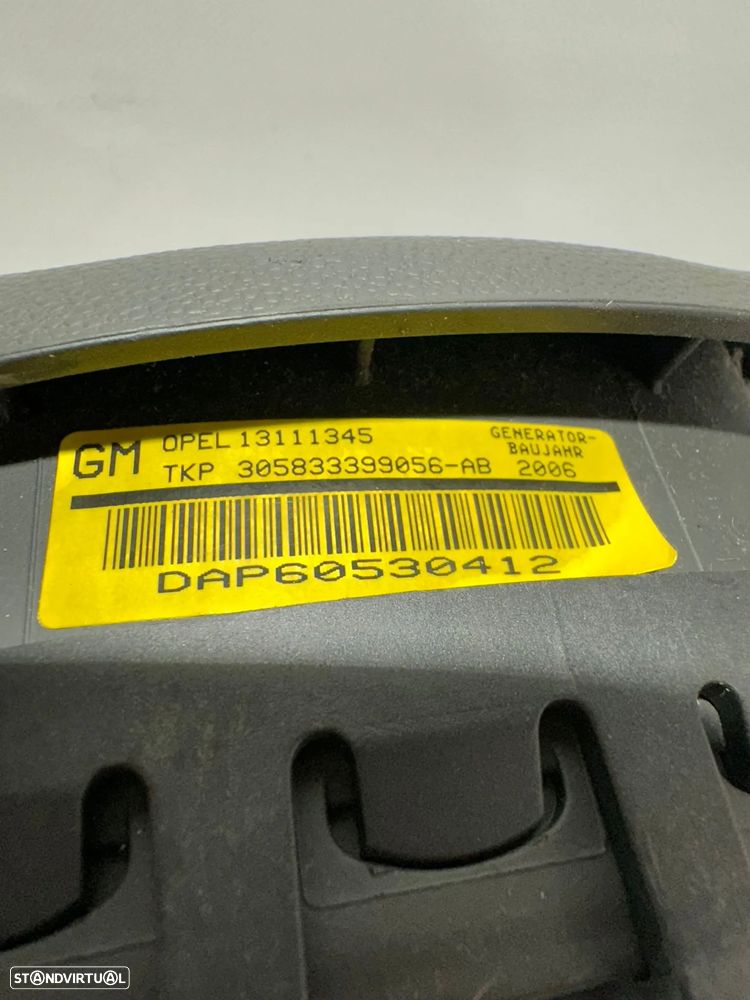 GM OPEL 13111345 GENERATOR-
BAUJAHR
TKP 305833399056-AB 2006
DAP60530412
STANDVIRTUAL